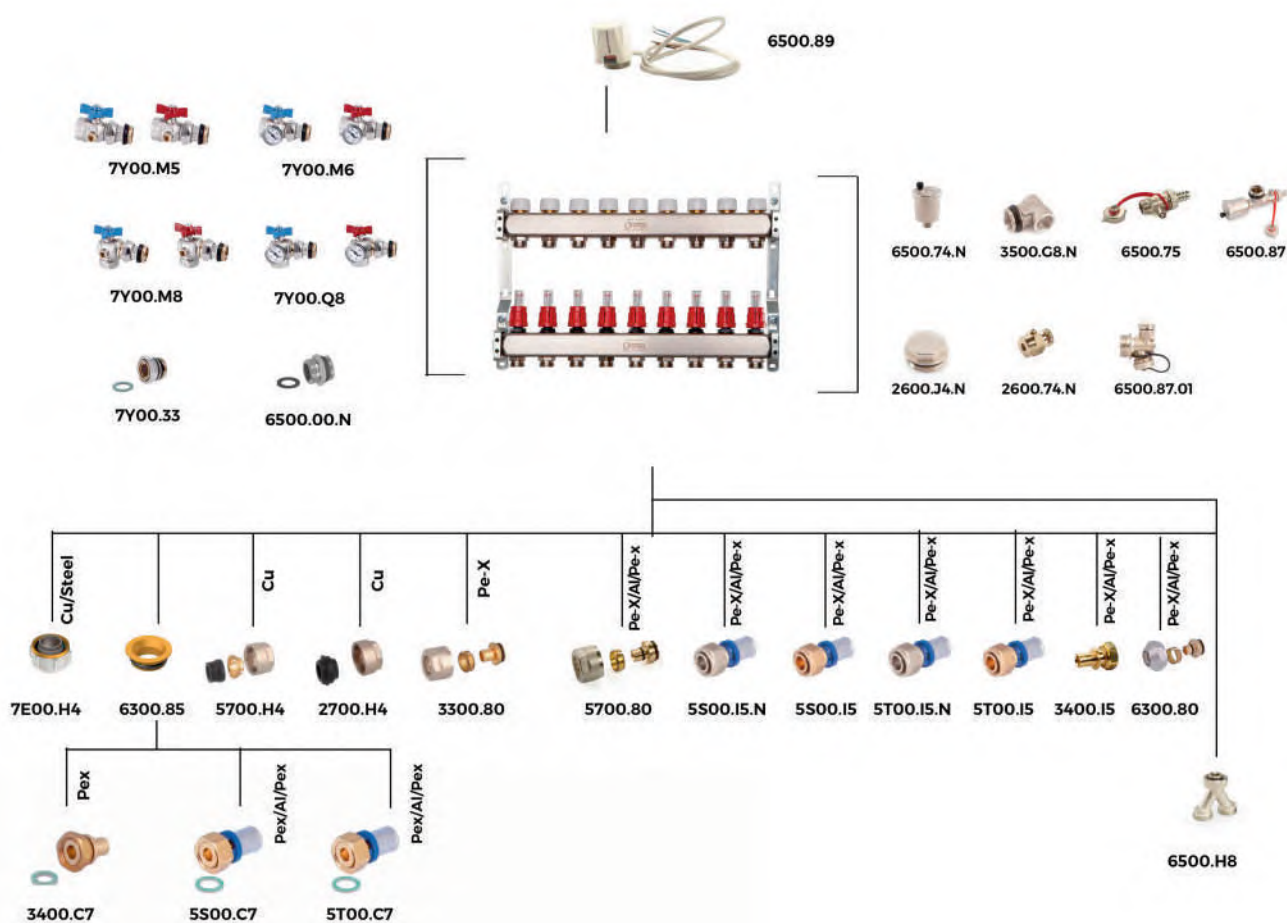 6500.89
7Y00.M5
7Y00.M6
6500.74.N
3500.G8.N
6500.75
6500.87
7Y00.M8
7Y00.Q8
2600.J4.N
2600.74.N
6500.87.01
7Y00.33
6500.00.N
Cu/Steel
Cu
Cu
Pe-X
Pe-X/Al/Pe-x
Pe-X/Al/Pe-x
Pe-X/Al/Pe-x
Pe-X/Al/Pe-x
Pe-X/Al/Pe-x
Pe-X/Al/Pe-x
Pe-X/Al/Pe-x
7E00.H4
6300.85
5700.H4
2700.H4
3300.80
5700.80
5S00.I5.N
5S00.I5
5T00.I5.N
5T00.I5
3400.I5
6300.80
Pex
Pex/Al/Pex
Pex/Al/Pex
6500.H8
3400.C7
5S00.C7
5T00.C7